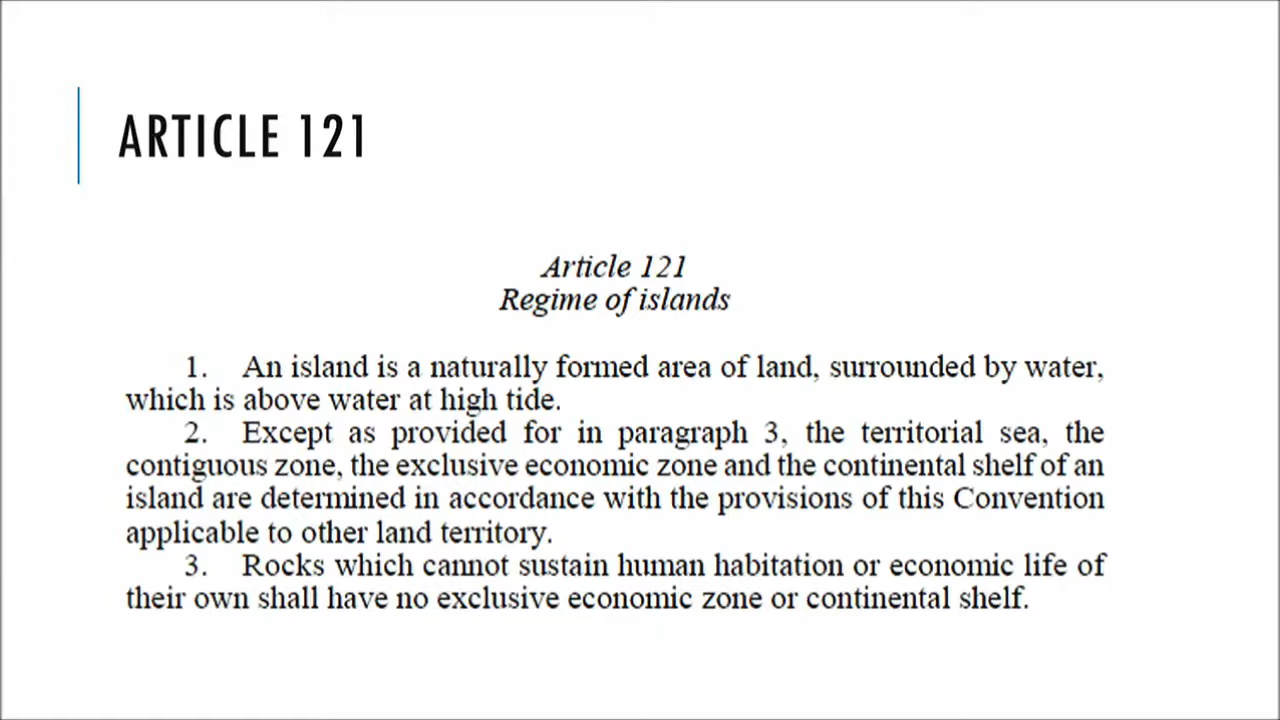 ARTICLE 121
Article 121
Regime of islands
1. An island is a naturally formed area of land, surrounded by water,
which is above water at high tide.
2. Except as provided for in paragraph 3, the territorial sea, the
contiguous zone, the exclusive economic zone and the continental shelf of an
island are determined in accordance with the provisions of this Convention
applicable to other land territory.
3. Rocks which cannot sustain human habitation or economic life of
their own shall have no exclusive economic zone or continental shelf.